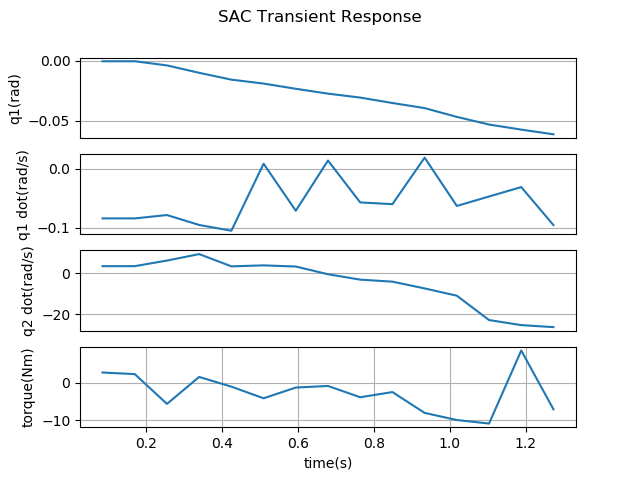 SAC Transient Response
0.00
−0.05
q1(rad)
0.0
−0.1
q1 dot(rad/s)
0
−20
q2 dot(rad/s)
0
−10
torque(Nm)
0.2 0.4 0.6 0.8 1.0 1.2
time(s)